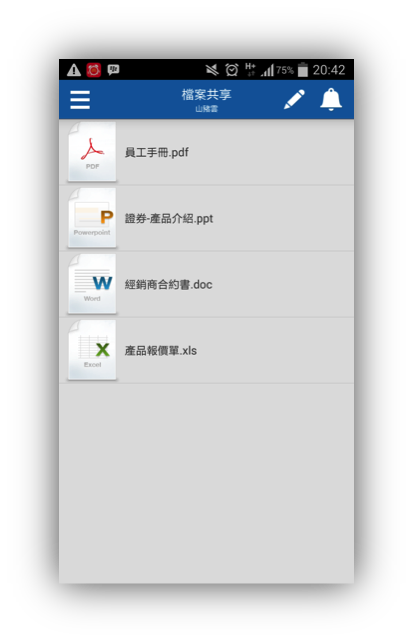 75% 20:42
檔案共享
山豬雲
PDF
員工手冊.pdf
P
Powerpoint
證券-產品介紹.ppt
W
Word
經銷商合約書.doc
X
Excel
產品報價單.xls